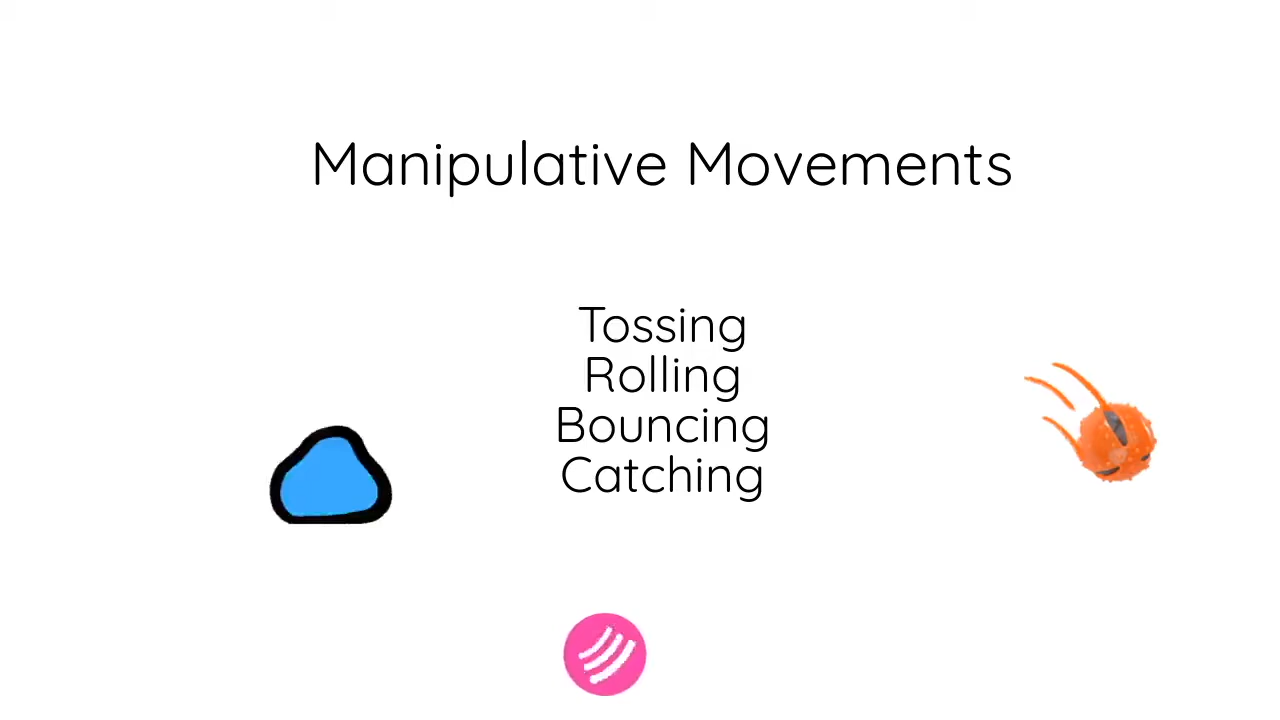 Manipulative Movements
Tossing
Rolling
Bouncing
Catching